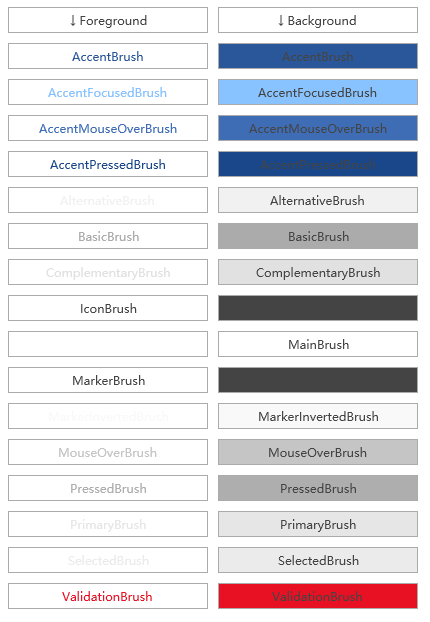 ↓Foreground ↓Background
AccentBrush AccentBrush
AccentFocusedBrush AccentFocusedBrush
AccentMouseOverBrush AccentMouseOverBrush
AccentPressedBrush AccentPressedBrush
AlternativeBrush AlternativeBrush
BasicBrush BasicBrush
ComplementaryBrush ComplementaryBrush
IconBrush
MainBrush
MarkerBrush
MarkerInvertedBrush MarkerInvertedBrush
MouseOverBrush MouseOverBrush
PressedBrush PressedBrush
PrimaryBrush PrimaryBrush
SelectedBrush SelectedBrush
ValidationBrush ValidationBrush